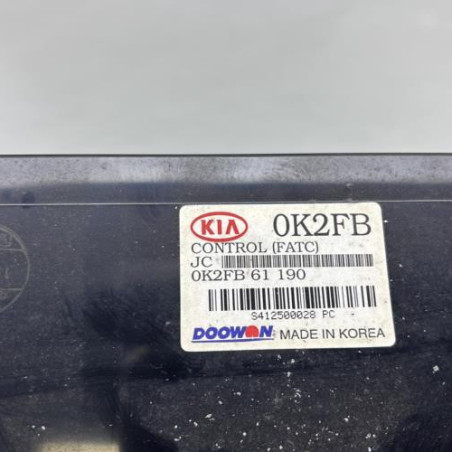 KIA 0K2FB
CONTROL (FATC)
JC
0K2FB 61 190
S412500028 PC
DOOWON MADE IN KOREA